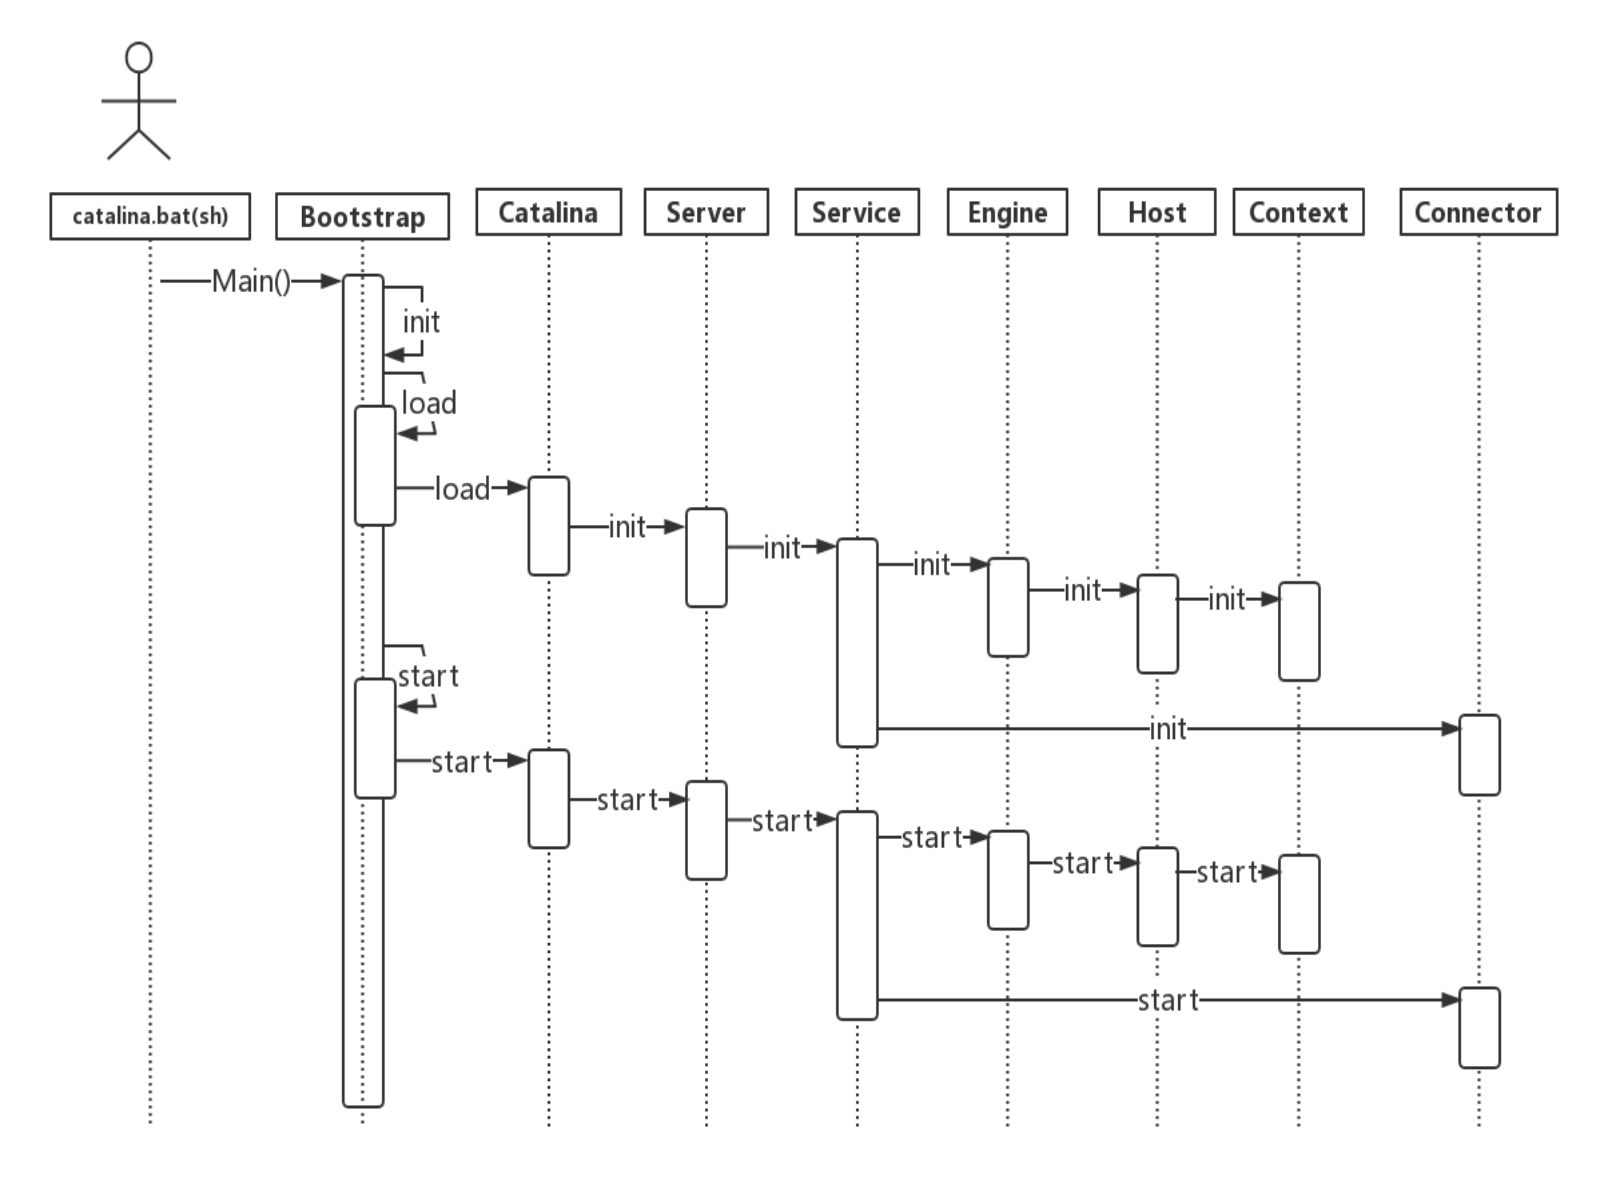 catalina.bat(sh) Bootstrap Catalina Server Service Engine Host Context Connector
Main()
init
load
load
init
init
init
init
init
init
start
start
start
start
start
start
start
start